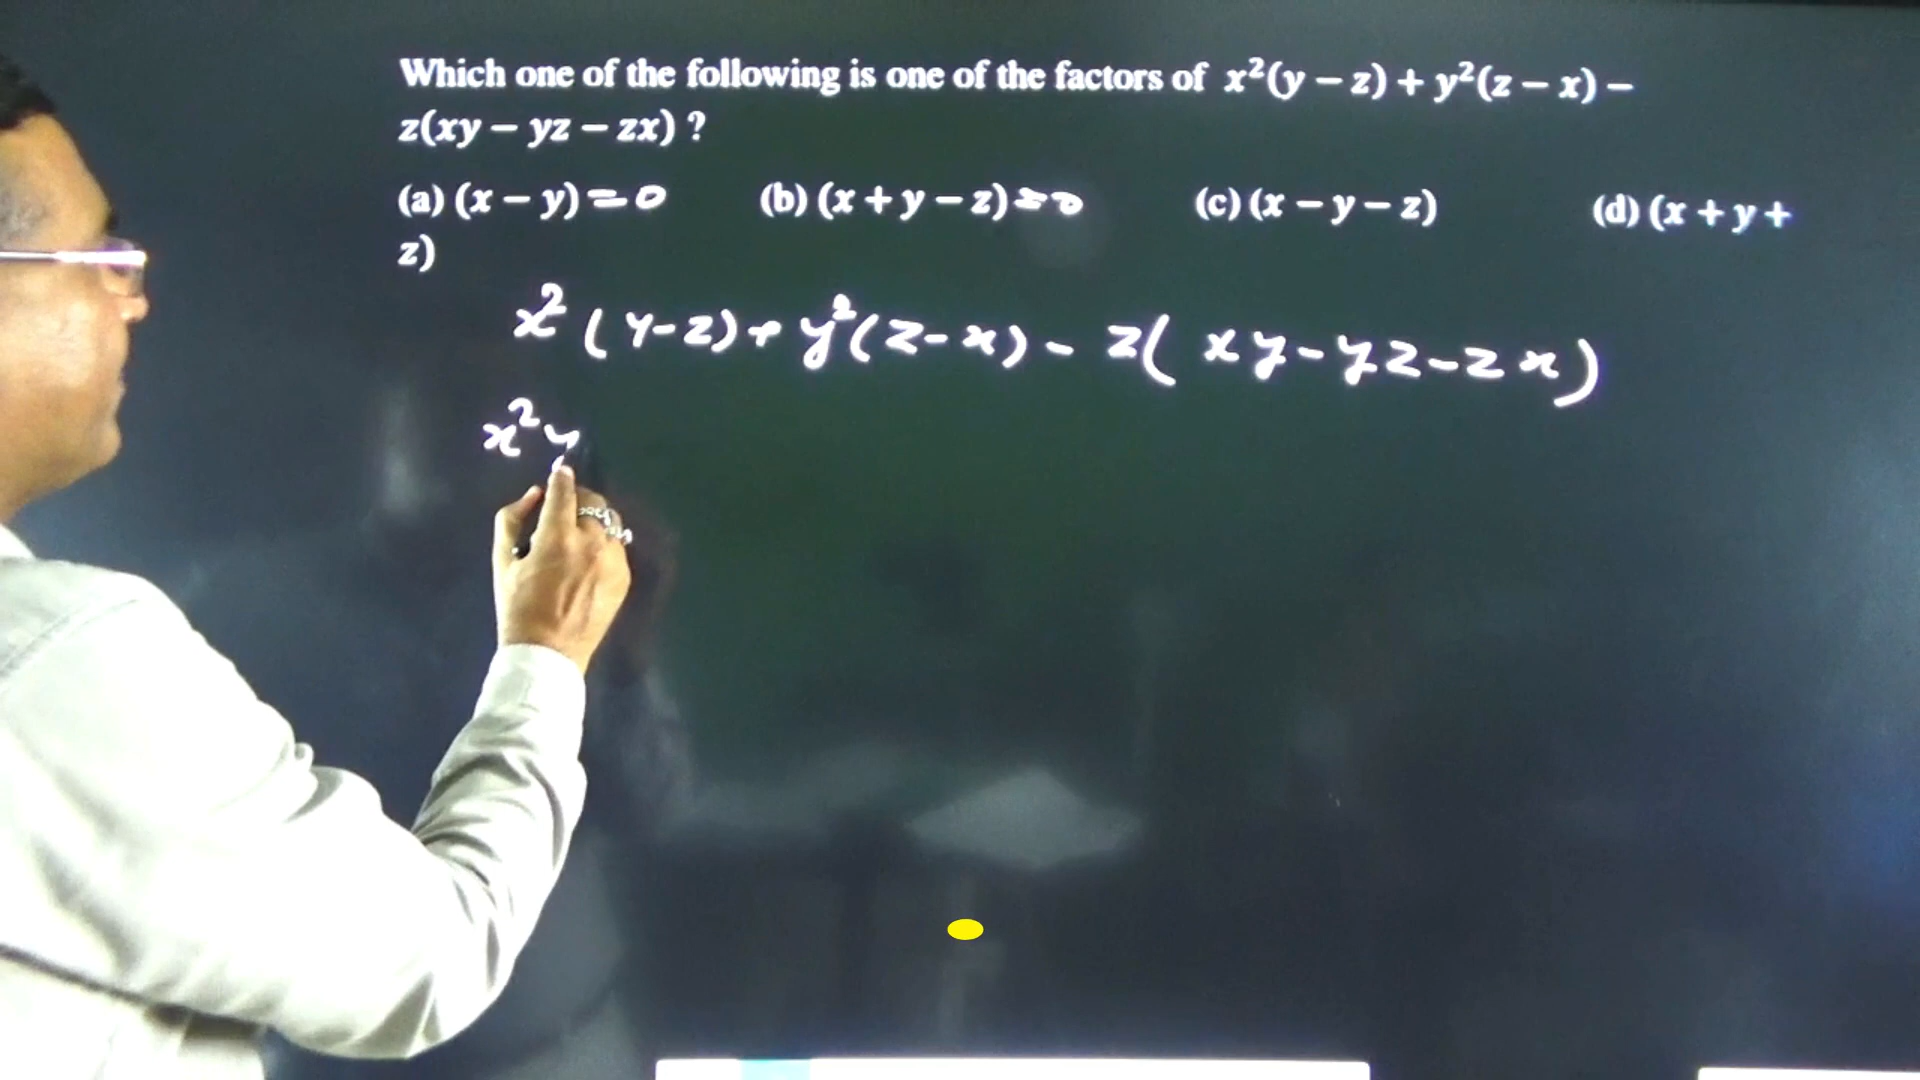 Which one of the following is one of the factors of x²(y – z) + y²(z – x) –
z(xy – yz – zx) ?
(a) (x – y) = 0 (b) (x + y – z) = 0 (c) (x – y – z) (d) (x + y +
z)
x² (y-z) + y²(z-x) - z( xy-yz-zx)
x²y